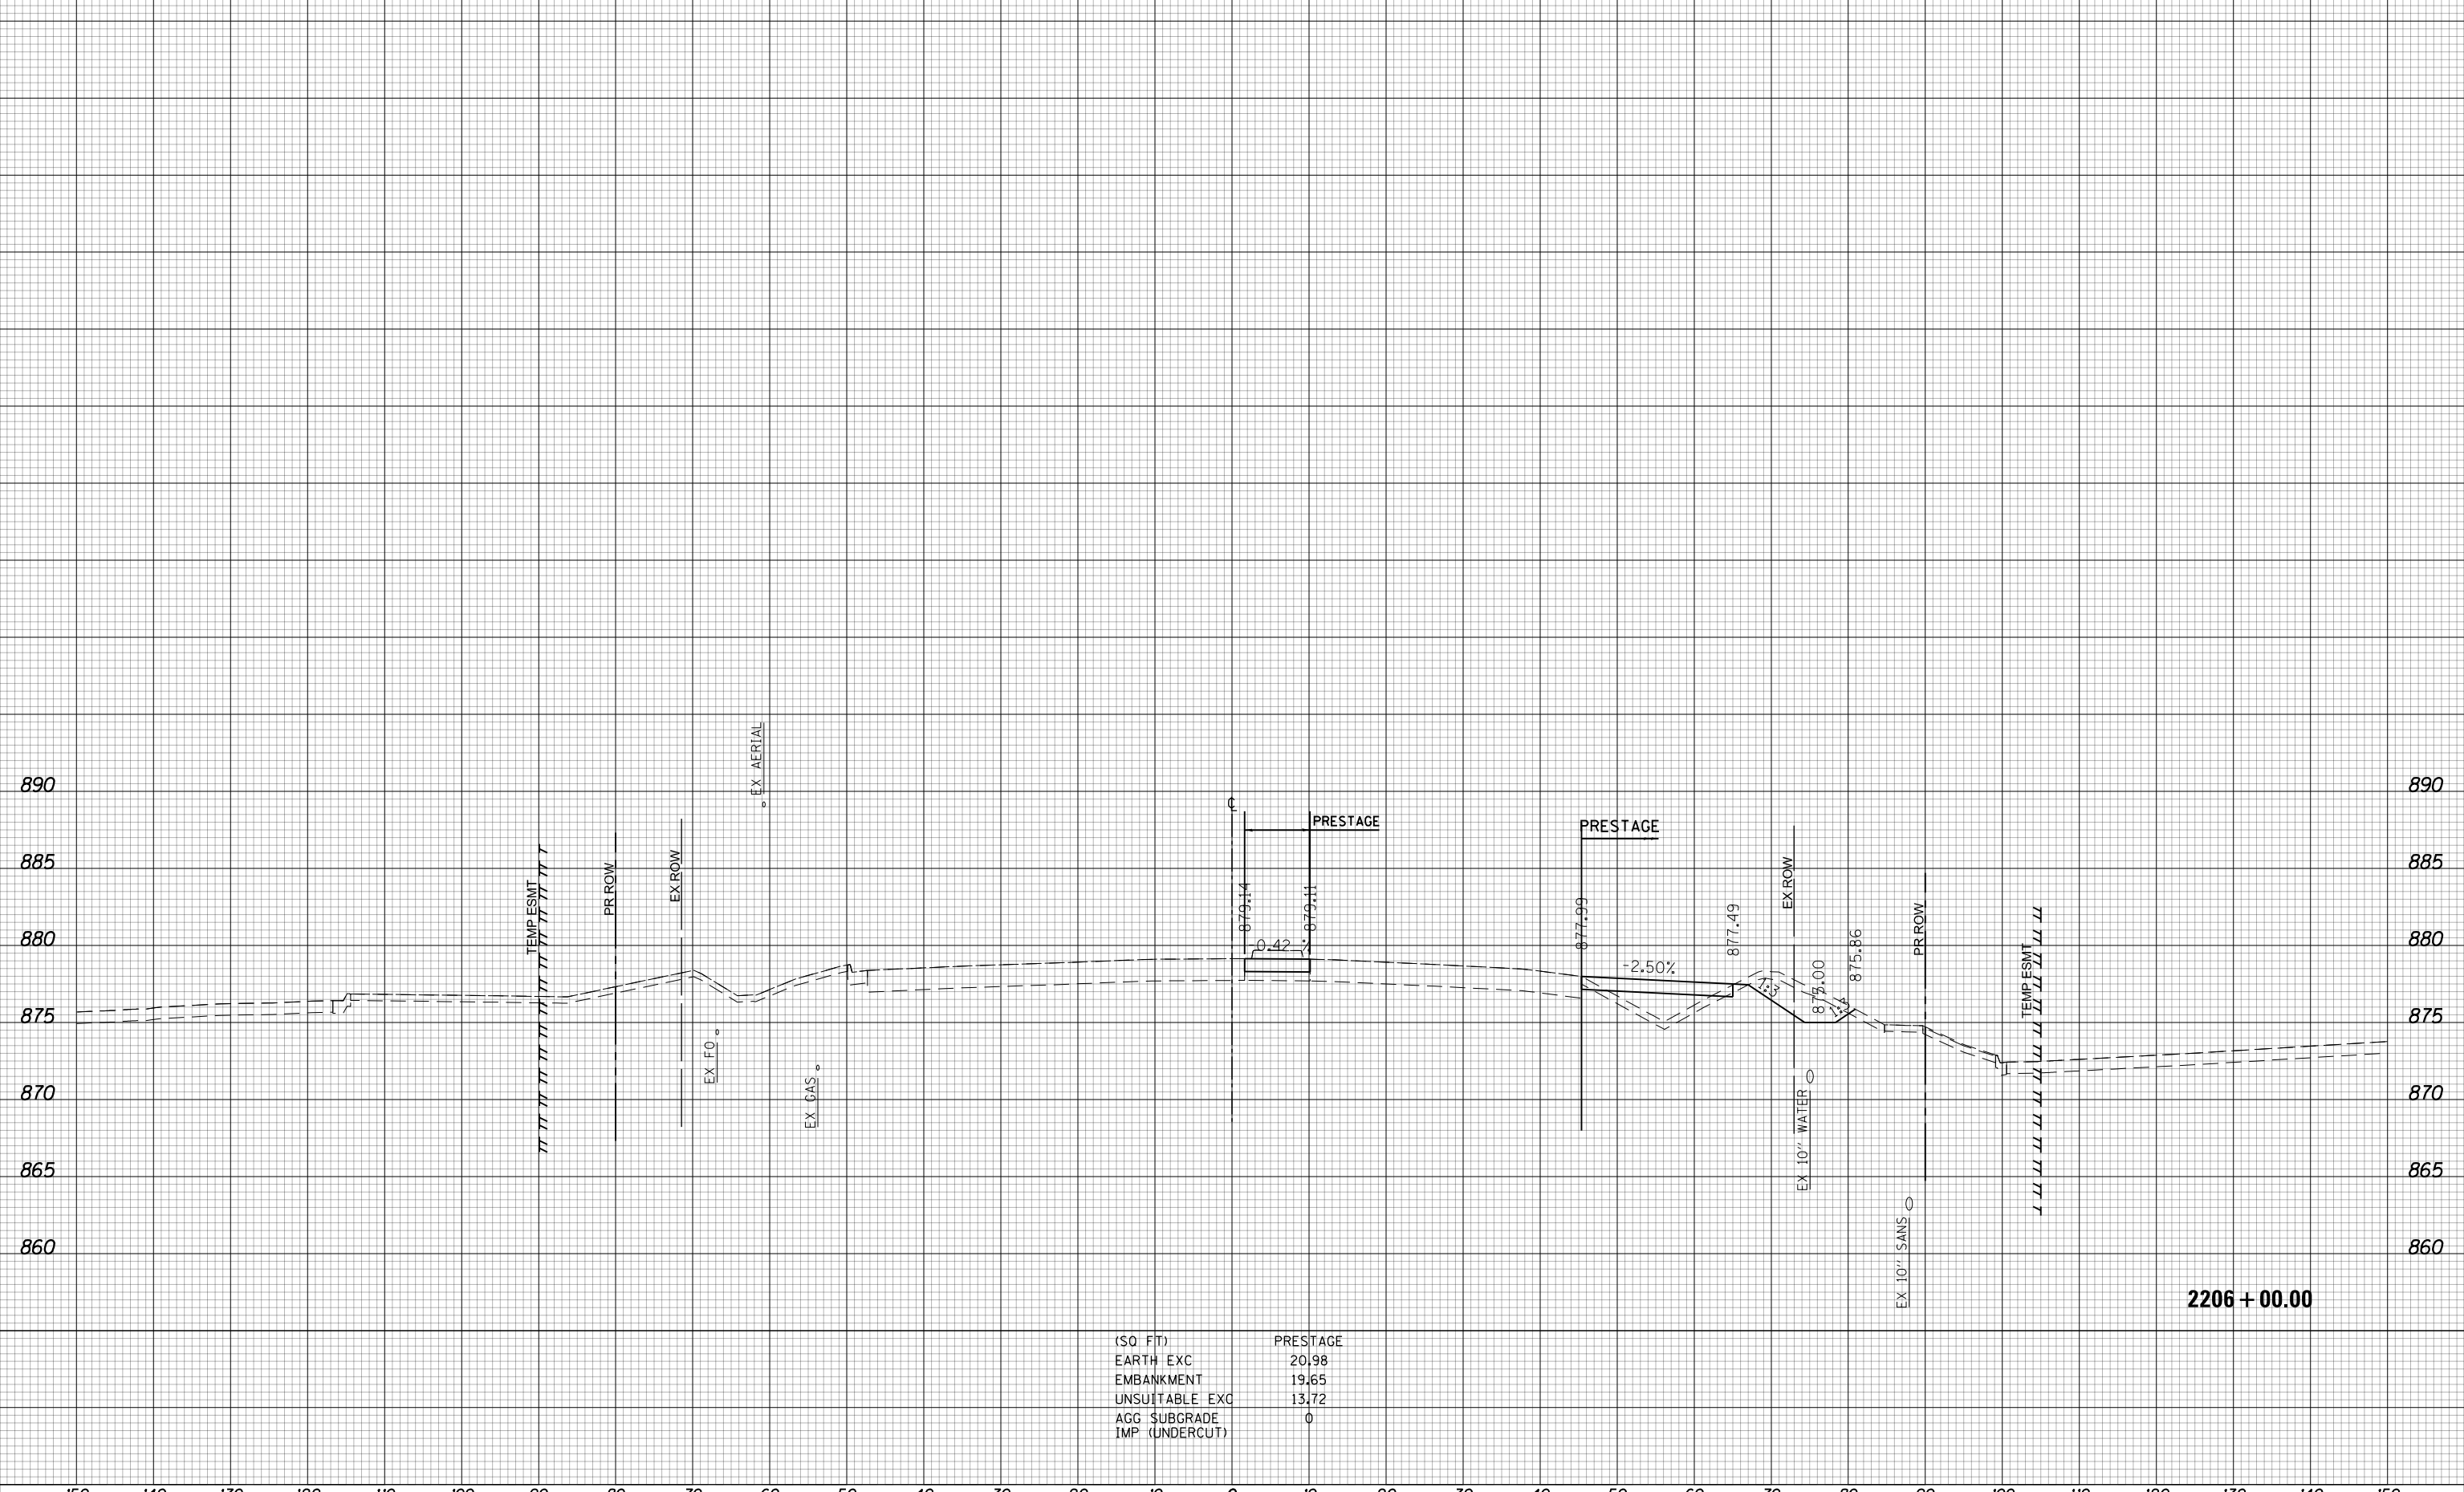 EX AERIAL
890
890
℄
PRESTAGE
PRESTAGE
885
885
TEMP ESMT
PR ROW
EX ROW
879.14
879.11
877.99
877.49
EX ROW
875.86
PR ROW
880
880
-0.42 %
-2.50%
1:3
875.00
1:3
TEMP ESMT
875
875
EX FO
EX GAS
870
870
EX 10'' WATER
865
865
EX 10'' SANS
860
860
2206+00.00
(SQ FT) PRESTAGE
EARTH EXC 20.98
EMBANKMENT 19.65
UNSUITABLE EXC 13.72
AGG SUBGRADE 0
IMP (UNDERCUT)